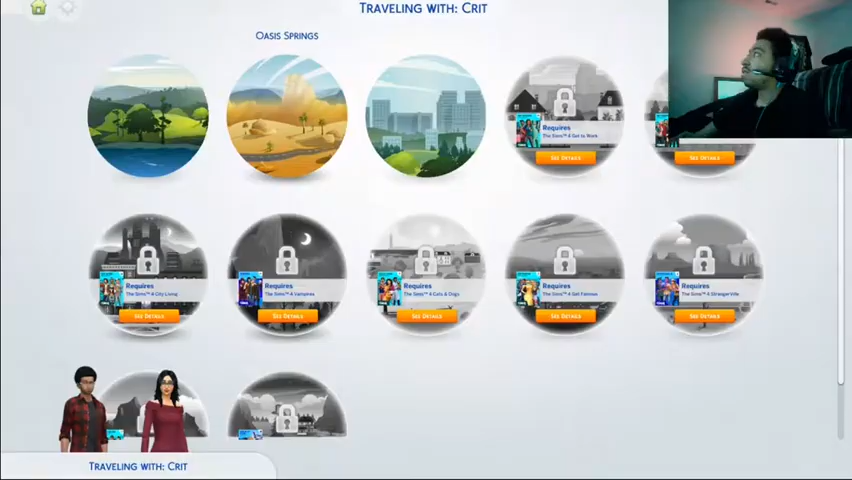 TRAVELING WITH: CRIT
OASIS SPRINGS
Requires
The Sims™ 4 Get to Work
SEE DETAILS
SEE DETAILS
Requires
The Sims™ 4 City Living
SEE DETAILS
Requires
The Sims™ 4 Vampires
SEE DETAILS
Requires
The Sims™ 4 Cats & Dogs
SEE DETAILS
Requires
The Sims™ 4 Get Famous
SEE DETAILS
Requires
The Sims™ 4 StrangerVille
SEE DETAILS
TRAVELING WITH: CRIT